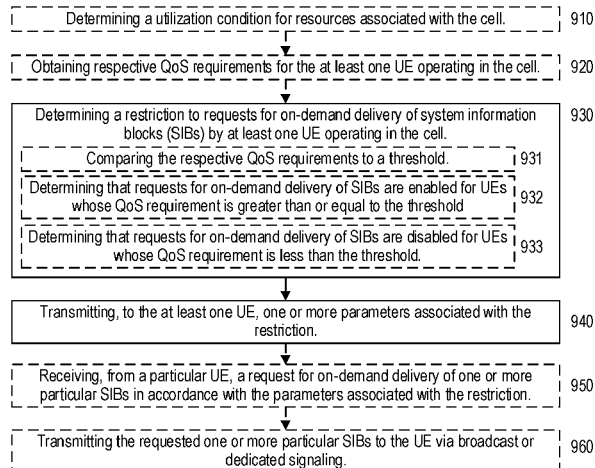 Determining a utilization condition for resources associated with the cell. 910
Obtaining respective QoS requirements for the at least one UE operating in the cell. 920
Determining a restriction to requests for on-demand delivery of system information 930
blocks (SIBs) by at least one UE operating in the cell.
Comparing the respective QoS requirements to a threshold. 931
Determining that requests for on-demand delivery of SIBs are enabled for UEs 932
whose QoS requirement is greater than or equal to the threshold
Determining that requests for on-demand delivery of SIBs are disabled for UEs 933
whose QoS requirement is less than the threshold.
Transmitting, to the at least one UE, one or more parameters associated with the 940
restriction.
Receiving, from a particular UE, a request for on-demand delivery of one or more 950
particular SIBs in accordance with the parameters associated with the restriction.
Transmitting the requested one or more particular SIBs to the UE via broadcast or 960
dedicated signaling.